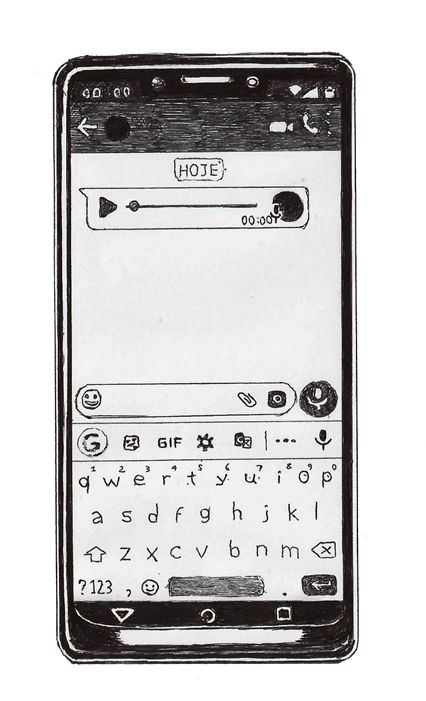 00:00
HOJE
00:00
G GIF
1 2 3 4 5 6 7 8 9 0
q w e r t y u i o p
a s d f g h j k l
z x c v b n m
?123 , .